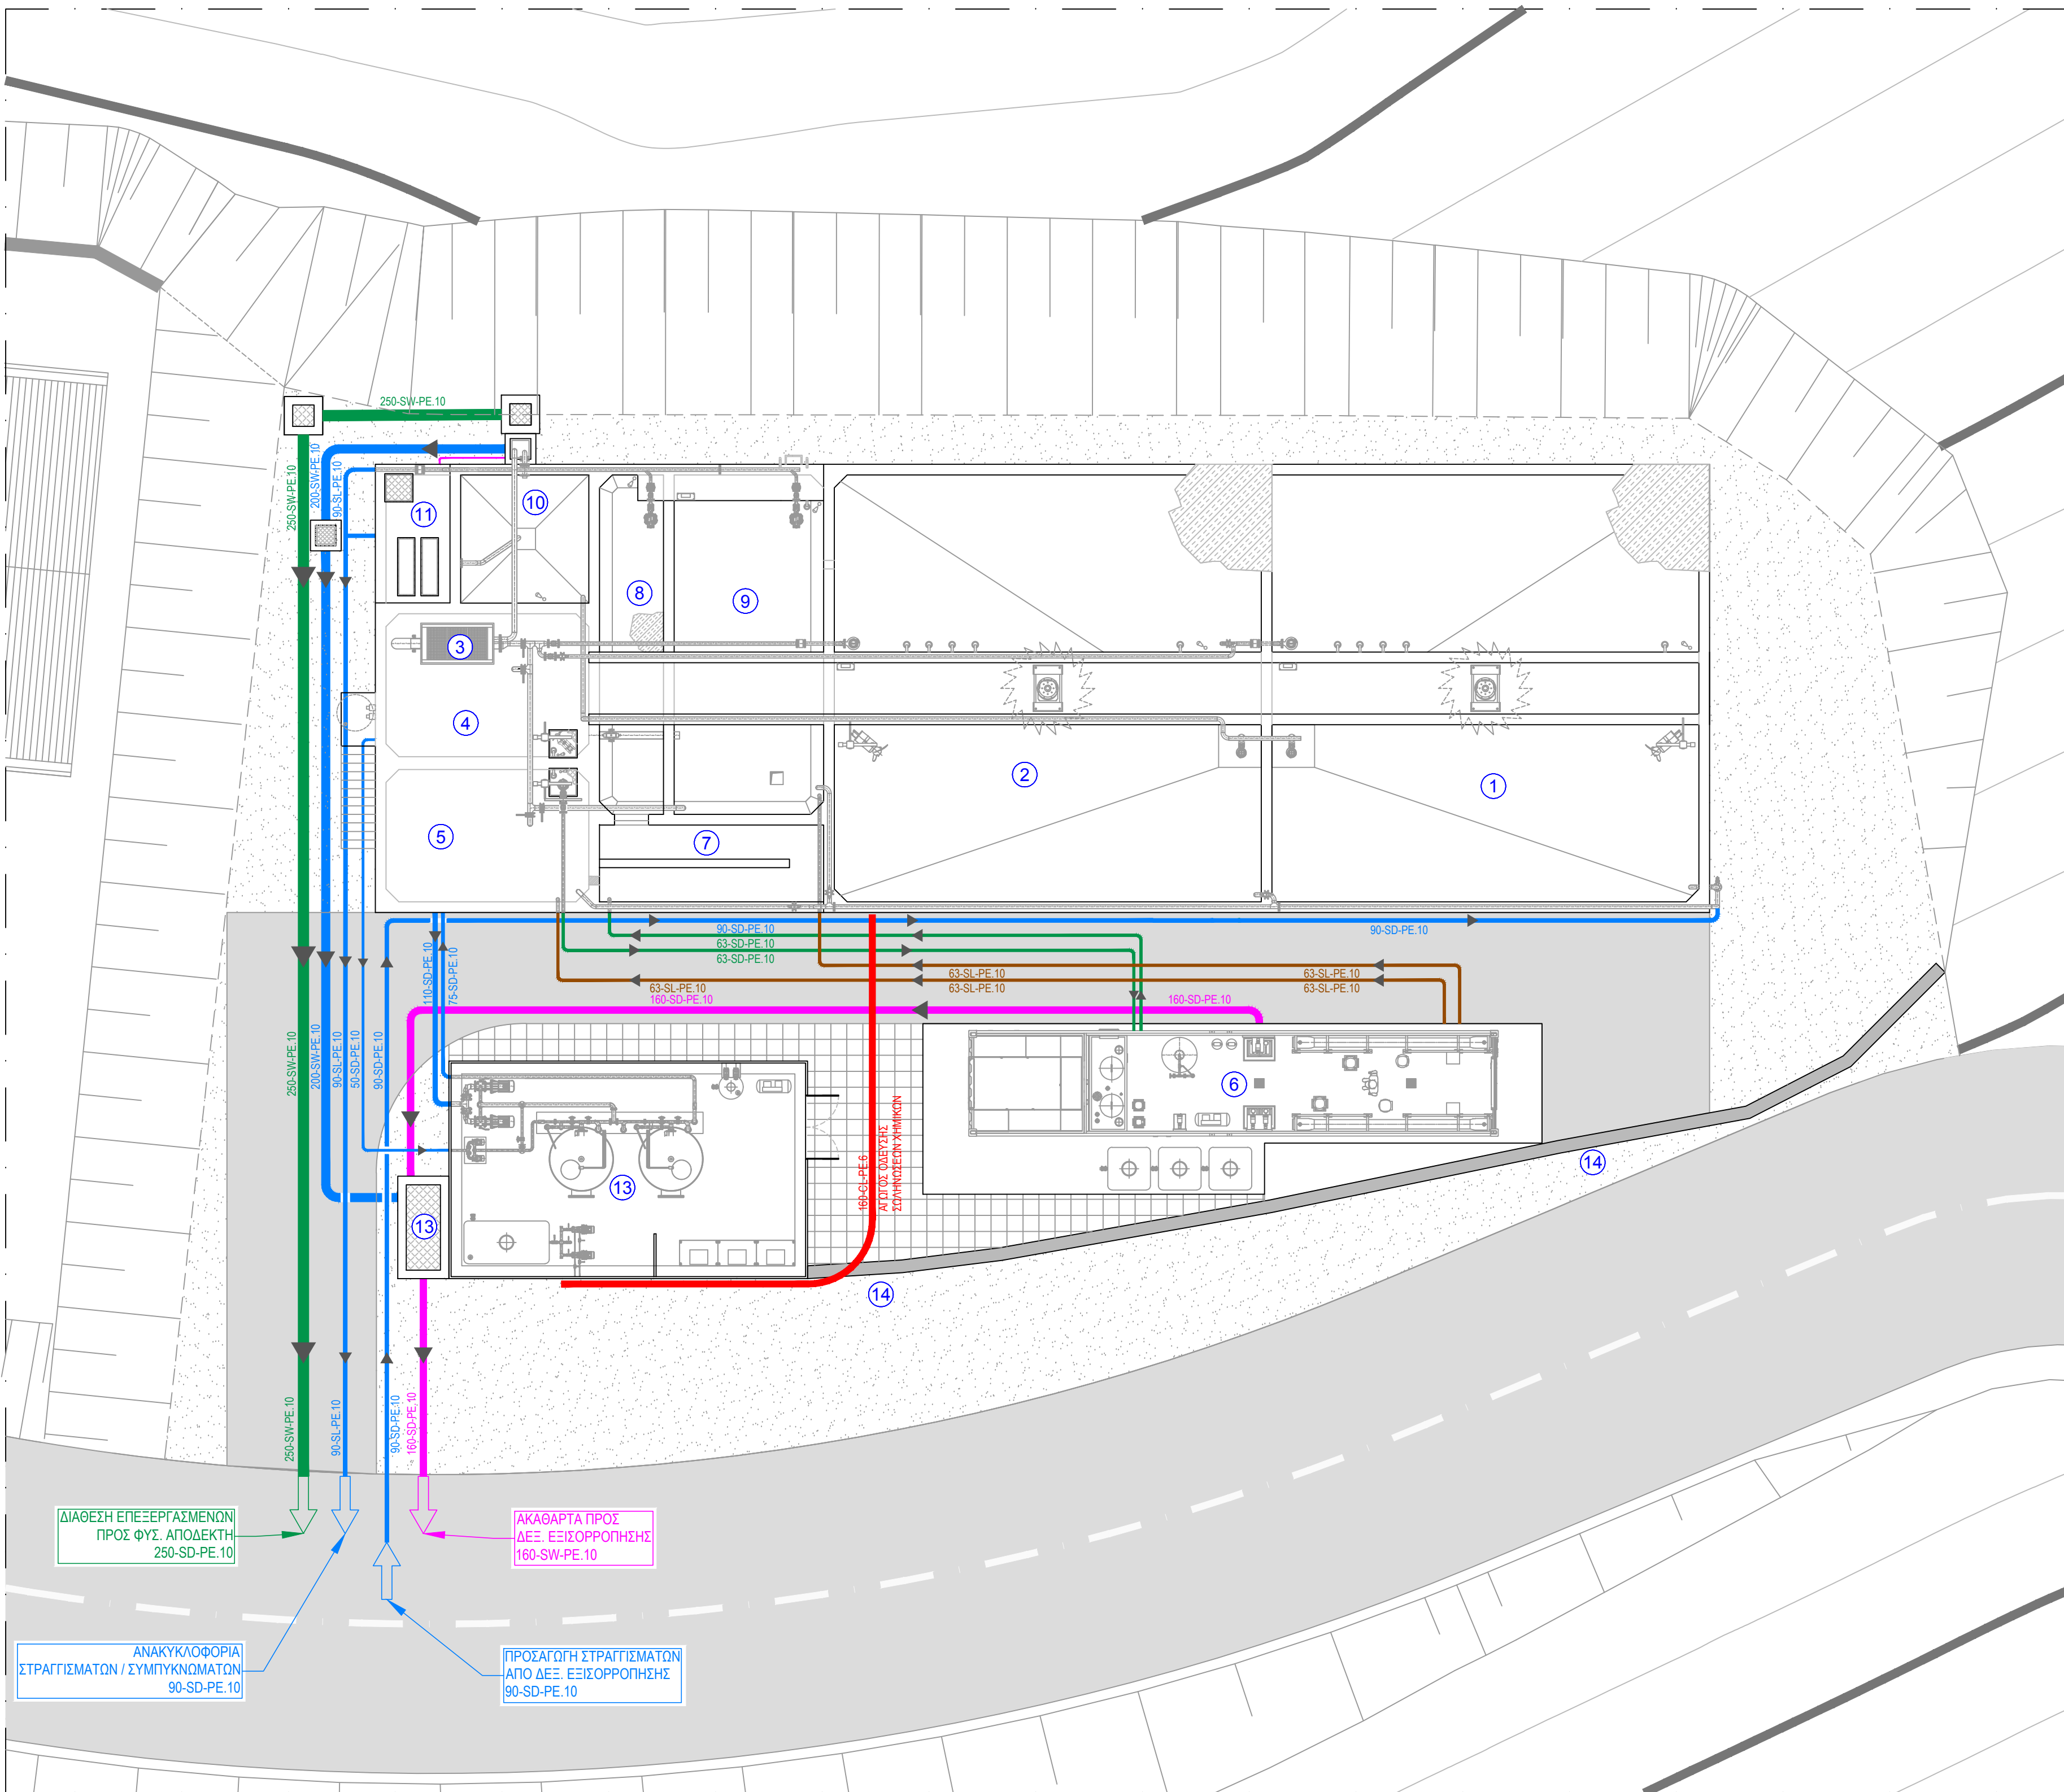 250-SW-PE.10
250-SW-PE.10
200-SW-PE.10
90-SL-PE.10
11
10
8
9
3
4
2
1
5
7
90-SD-PE.10
90-SD-PE.10
63-SD-PE.10
63-SD-PE.10
110-SD-PE.10
75-SD-PE.10
63-SL-PE.10
63-SL-PE.10
63-SL-PE.10
63-SL-PE.10
63-SL-PE.10
160-SD-PE.10
160-SD-PE.10
250-SW-PE.10
200-SW-PE.10
90-SL-PE.10
50-SD-PE.10
90-SD-PE.10
6
160-CL-PE.6
ΑΓΩΓΟΣ ΟΔΕΥΣΗΣ
ΣΩΛΗΝΩΣΕΩΝ ΧΗΜΙΚΩΝ
13
13
14
14
250-SW-PE.10
90-SL-PE.10
90-SD-PE.10
160-SD-PE.10
ΔΙΑΘΕΣΗ ΕΠΕΞΕΡΓΑΣΜΕΝΩΝ
ΠΡΟΣ ΦΥΣ. ΑΠΟΔΕΚΤΗ
250-SD-PE.10
ΑΚΑΘΑΡΤΑ ΠΡΟΣ
ΔΕΞ. ΕΞΙΣΟΡΡΟΠΗΣΗΣ
160-SW-PE.10
ΑΝΑΚΥΚΛΟΦΟΡΙΑ
ΣΤΡΑΓΓΙΣΜΑΤΩΝ / ΣΥΜΠΥΚΝΩΜΑΤΩΝ
90-SD-PE.10
ΠΡΟΣΑΓΩΓΗ ΣΤΡΑΓΓΙΣΜΑΤΩΝ
ΑΠΟ ΔΕΞ. ΕΞΙΣΟΡΡΟΠΗΣΗΣ
90-SD-PE.10